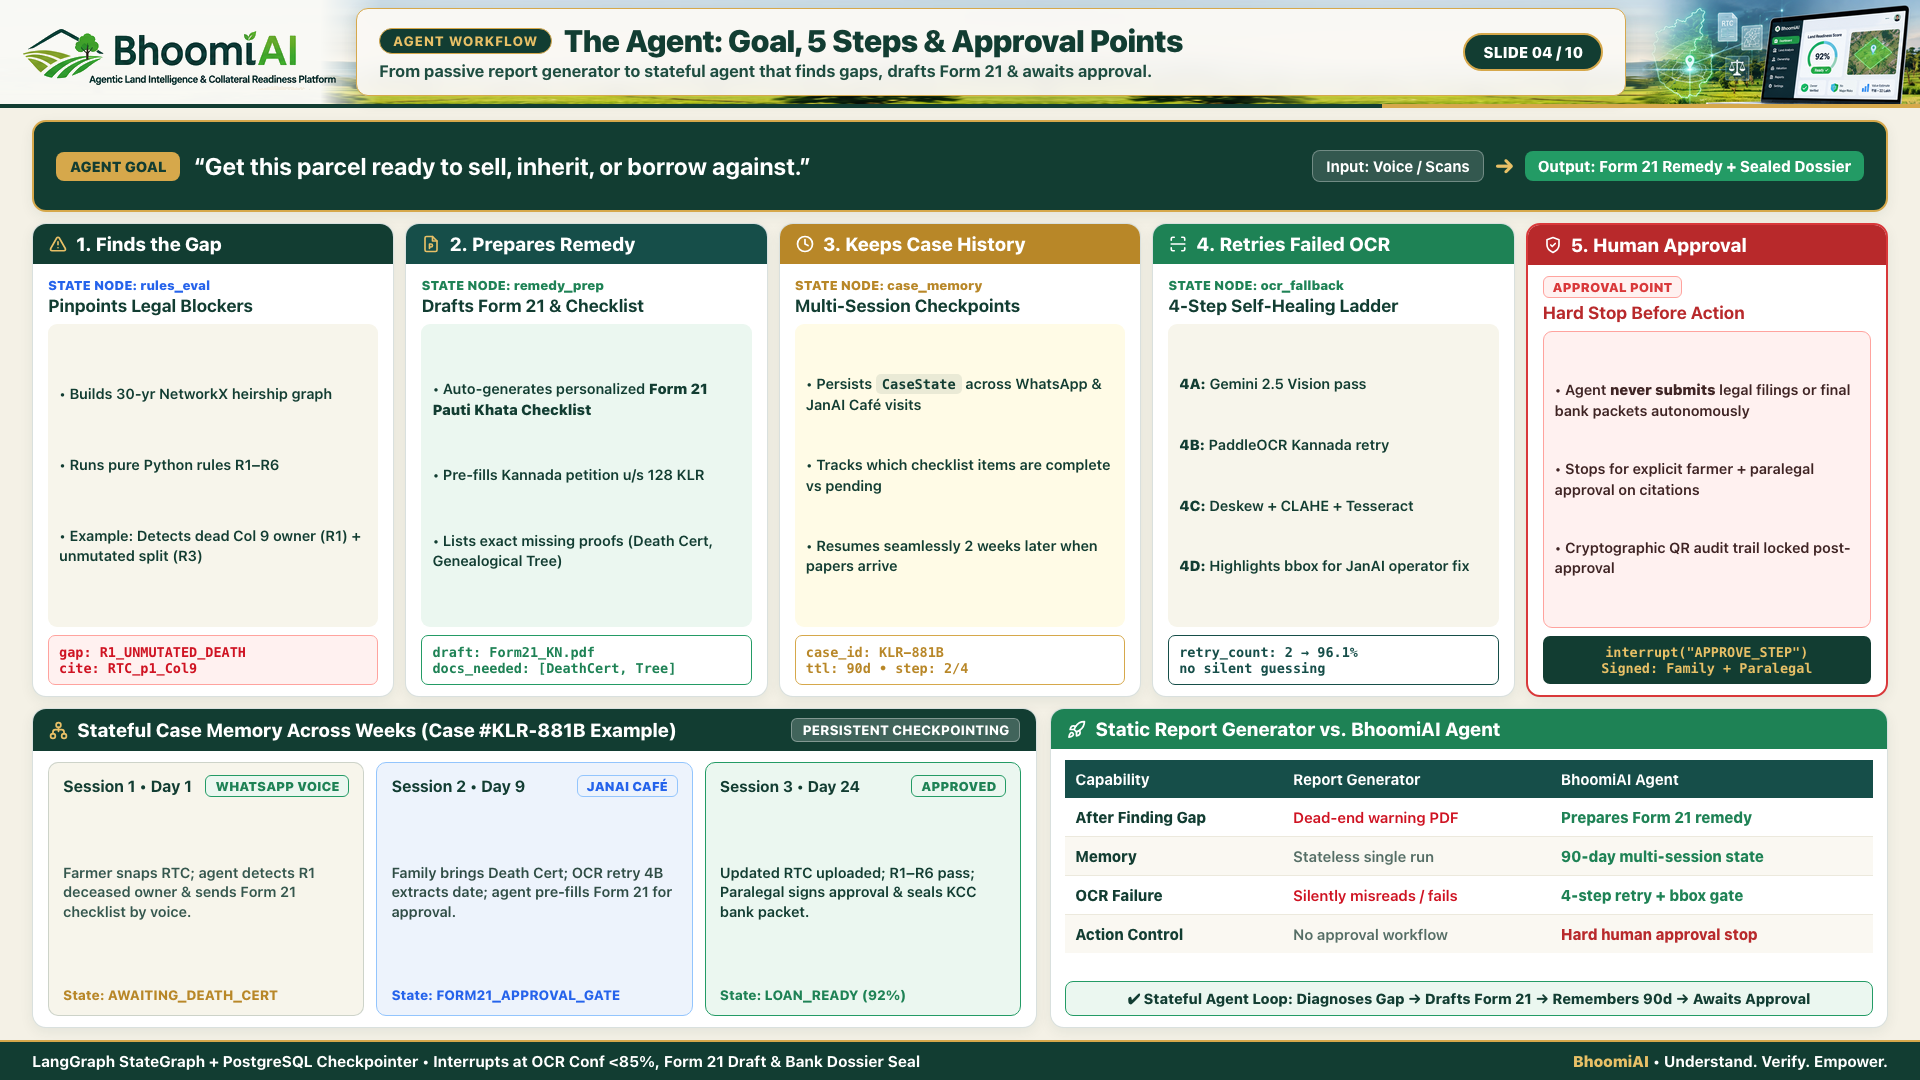 BhoomiAI
Agentic Land Intelligence & Collateral Readiness Platform
AGENT WORKFLOW
The Agent: Goal, 5 Steps & Approval Points
From passive report generator to stateful agent that finds gaps, drafts Form 21 & awaits approval.
SLIDE 04 / 10
RTC
Land Readiness Score
92%
AGENT GOAL
“Get this parcel ready to sell, inherit, or borrow against.”
Input: Voice / Scans
→
Output: Form 21 Remedy + Sealed Dossier
1. Finds the Gap
STATE NODE: rules_eval
Pinpoints Legal Blockers
• Builds 30-yr NetworkX heirship graph
• Runs pure Python rules R1–R6
• Example: Detects dead Col 9 owner (R1) +
unmutated split (R3)
gap: R1_UNMUTATED_DEATH
cite: RTC_p1_Col9
2. Prepares Remedy
STATE NODE: remedy_prep
Drafts Form 21 & Checklist
• Auto-generates personalized Form 21
Pauti Khata Checklist
• Pre-fills Kannada petition u/s 128 KLR
• Lists exact missing proofs (Death Cert,
Genealogical Tree)
draft: Form21_KN.pdf
docs_needed: [DeathCert, Tree]
3. Keeps Case History
STATE NODE: case_memory
Multi-Session Checkpoints
• Persists CaseState across WhatsApp &
JanAI Café visits
• Tracks which checklist items are complete
vs pending
• Resumes seamlessly 2 weeks later when
papers arrive
case_id: KLR–881B
ttl: 90d • step: 2/4
4. Retries Failed OCR
STATE NODE: ocr_fallback
4-Step Self-Healing Ladder
4A: Gemini 2.5 Vision pass
4B: PaddleOCR Kannada retry
4C: Deskew + CLAHE + Tesseract
4D: Highlights bbox for JanAI operator fix
retry_count: 2 → 96.1%
no silent guessing
5. Human Approval
APPROVAL POINT
Hard Stop Before Action
• Agent never submits legal filings or final
bank packets autonomously
• Stops for explicit farmer + paralegal
approval on citations
• Cryptographic QR audit trail locked post-
approval
interrupt("APPROVE_STEP")
Signed: Family + Paralegal
Stateful Case Memory Across Weeks (Case #KLR-881B Example)
PERSISTENT CHECKPOINTING
Session 1 • Day 1
WHATSAPP VOICE
Farmer snaps RTC; agent detects R1
deceased owner & sends Form 21
checklist by voice.
State: AWAITING_DEATH_CERT
Session 2 • Day 9
JANAI CAFÉ
Family brings Death Cert; OCR retry 4B
extracts date; agent pre-fills Form 21 for
approval.
State: FORM21_APPROVAL_GATE
Session 3 • Day 24
APPROVED
Updated RTC uploaded; R1–R6 pass;
Paralegal signs approval & seals KCC
bank packet.
State: LOAN_READY (92%)
Static Report Generator vs. BhoomiAI Agent
Capability Report Generator BhoomiAI Agent
After Finding Gap Dead-end warning PDF Prepares Form 21 remedy
Memory Stateless single run 90-day multi-session state
OCR Failure Silently misreads / fails 4-step retry + bbox gate
Action Control No approval workflow Hard human approval stop
✔ Stateful Agent Loop: Diagnoses Gap → Drafts Form 21 → Remembers 90d → Awaits Approval
LangGraph StateGraph + PostgreSQL Checkpointer • Interrupts at OCR Conf <85%, Form 21 Draft & Bank Dossier Seal
BhoomiAI • Understand. Verify. Empower.